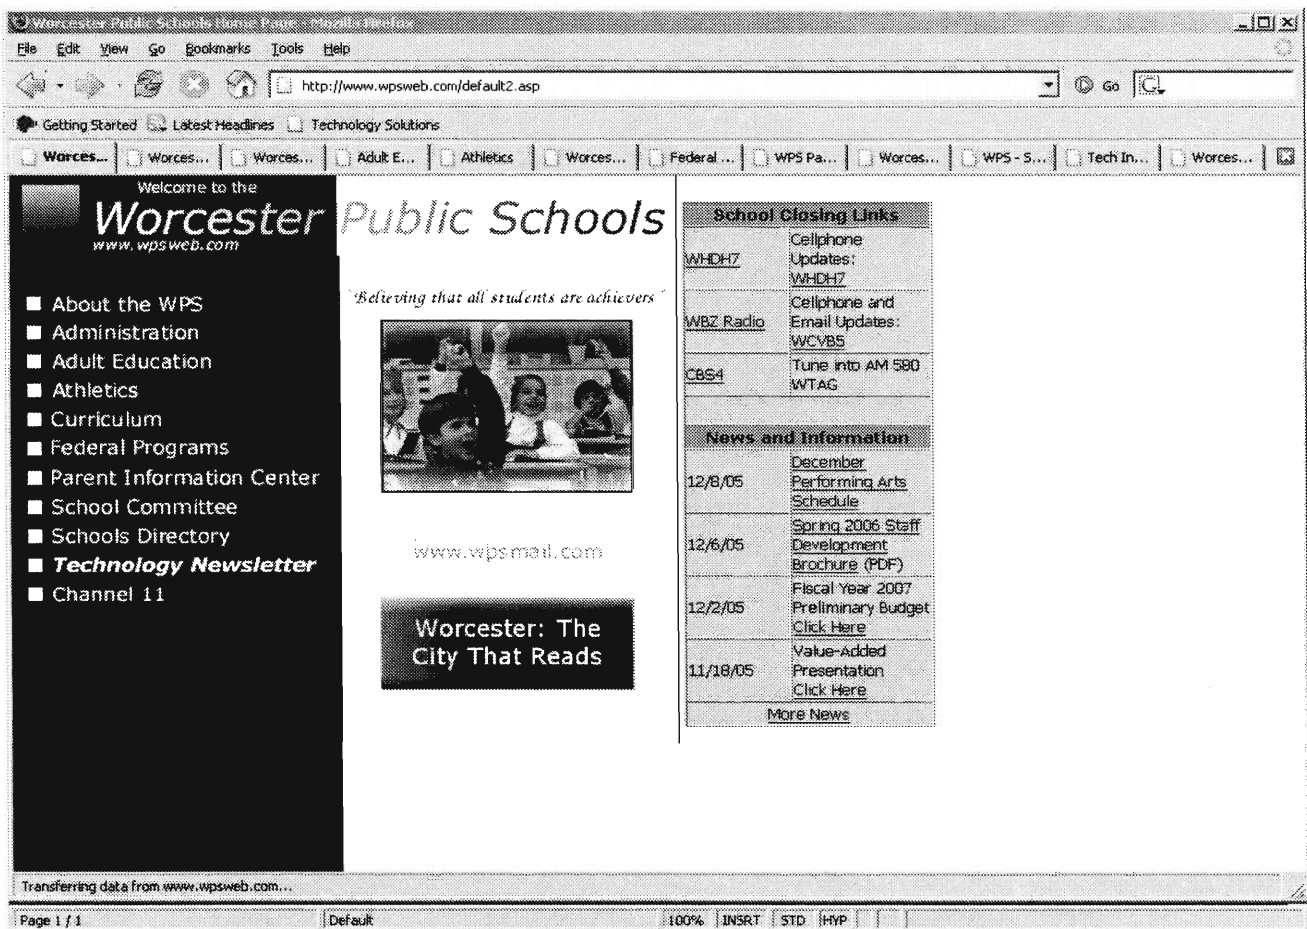 Worcester Public Schools Home Page - Mozilla Firefox
File Edit View Go Bookmarks Tools Help
http://www.wpsweb.com/default2.asp Go G
Getting Started Latest Headlines Technology Solutions
Worces... Worces... Worces... Adult E... Athletics Worces... Federal ... WPS Pa... Worces... WPS - S... Tech In... Worces...
Welcome to the
Worcester Public Schools
www.wpsweb.com
About the WPS
Administration
Adult Education
Athletics
Curriculum
Federal Programs
Parent Information Center
School Committee
Schools Directory
Technology Newsletter
Channel 11
"Believing that all students are achievers"
www.wpsmail.com
Worcester: The
City That Reads
School Closing Links
WHDH7
Cellphone
Updates:
WHDH7
WBZ Radio
Cellphone and
Email Updates:
WCVB5
CBS4
Tune into AM 580
WTAG
News and Information
12/8/05
December
Performing Arts
Schedule
12/6/05
Spring 2006 Staff
Development
Brochure (PDF)
12/2/05
Fiscal Year 2007
Preliminary Budget
Click Here
11/18/05
Value-Added
Presentation
Click Here
More News
Transferring data from www.wpsweb.com...
Page 1 / 1 Default 100% INSRT STD HYP